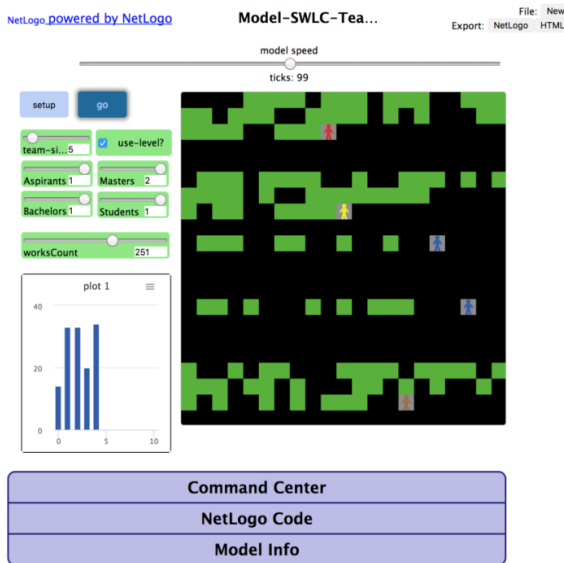 NetLogo powered by NetLogo
Model-SWLC-Tea...
File: New
Export: NetLogo HTML
model speed
ticks: 99
setup
go
team-si... 5
use-level?
Aspirants 1
Masters 2
Bachelors 1
Students 1
worksCount 251
plot 1
40
20
0
0 5 10
Command Center
NetLogo Code
Model Info